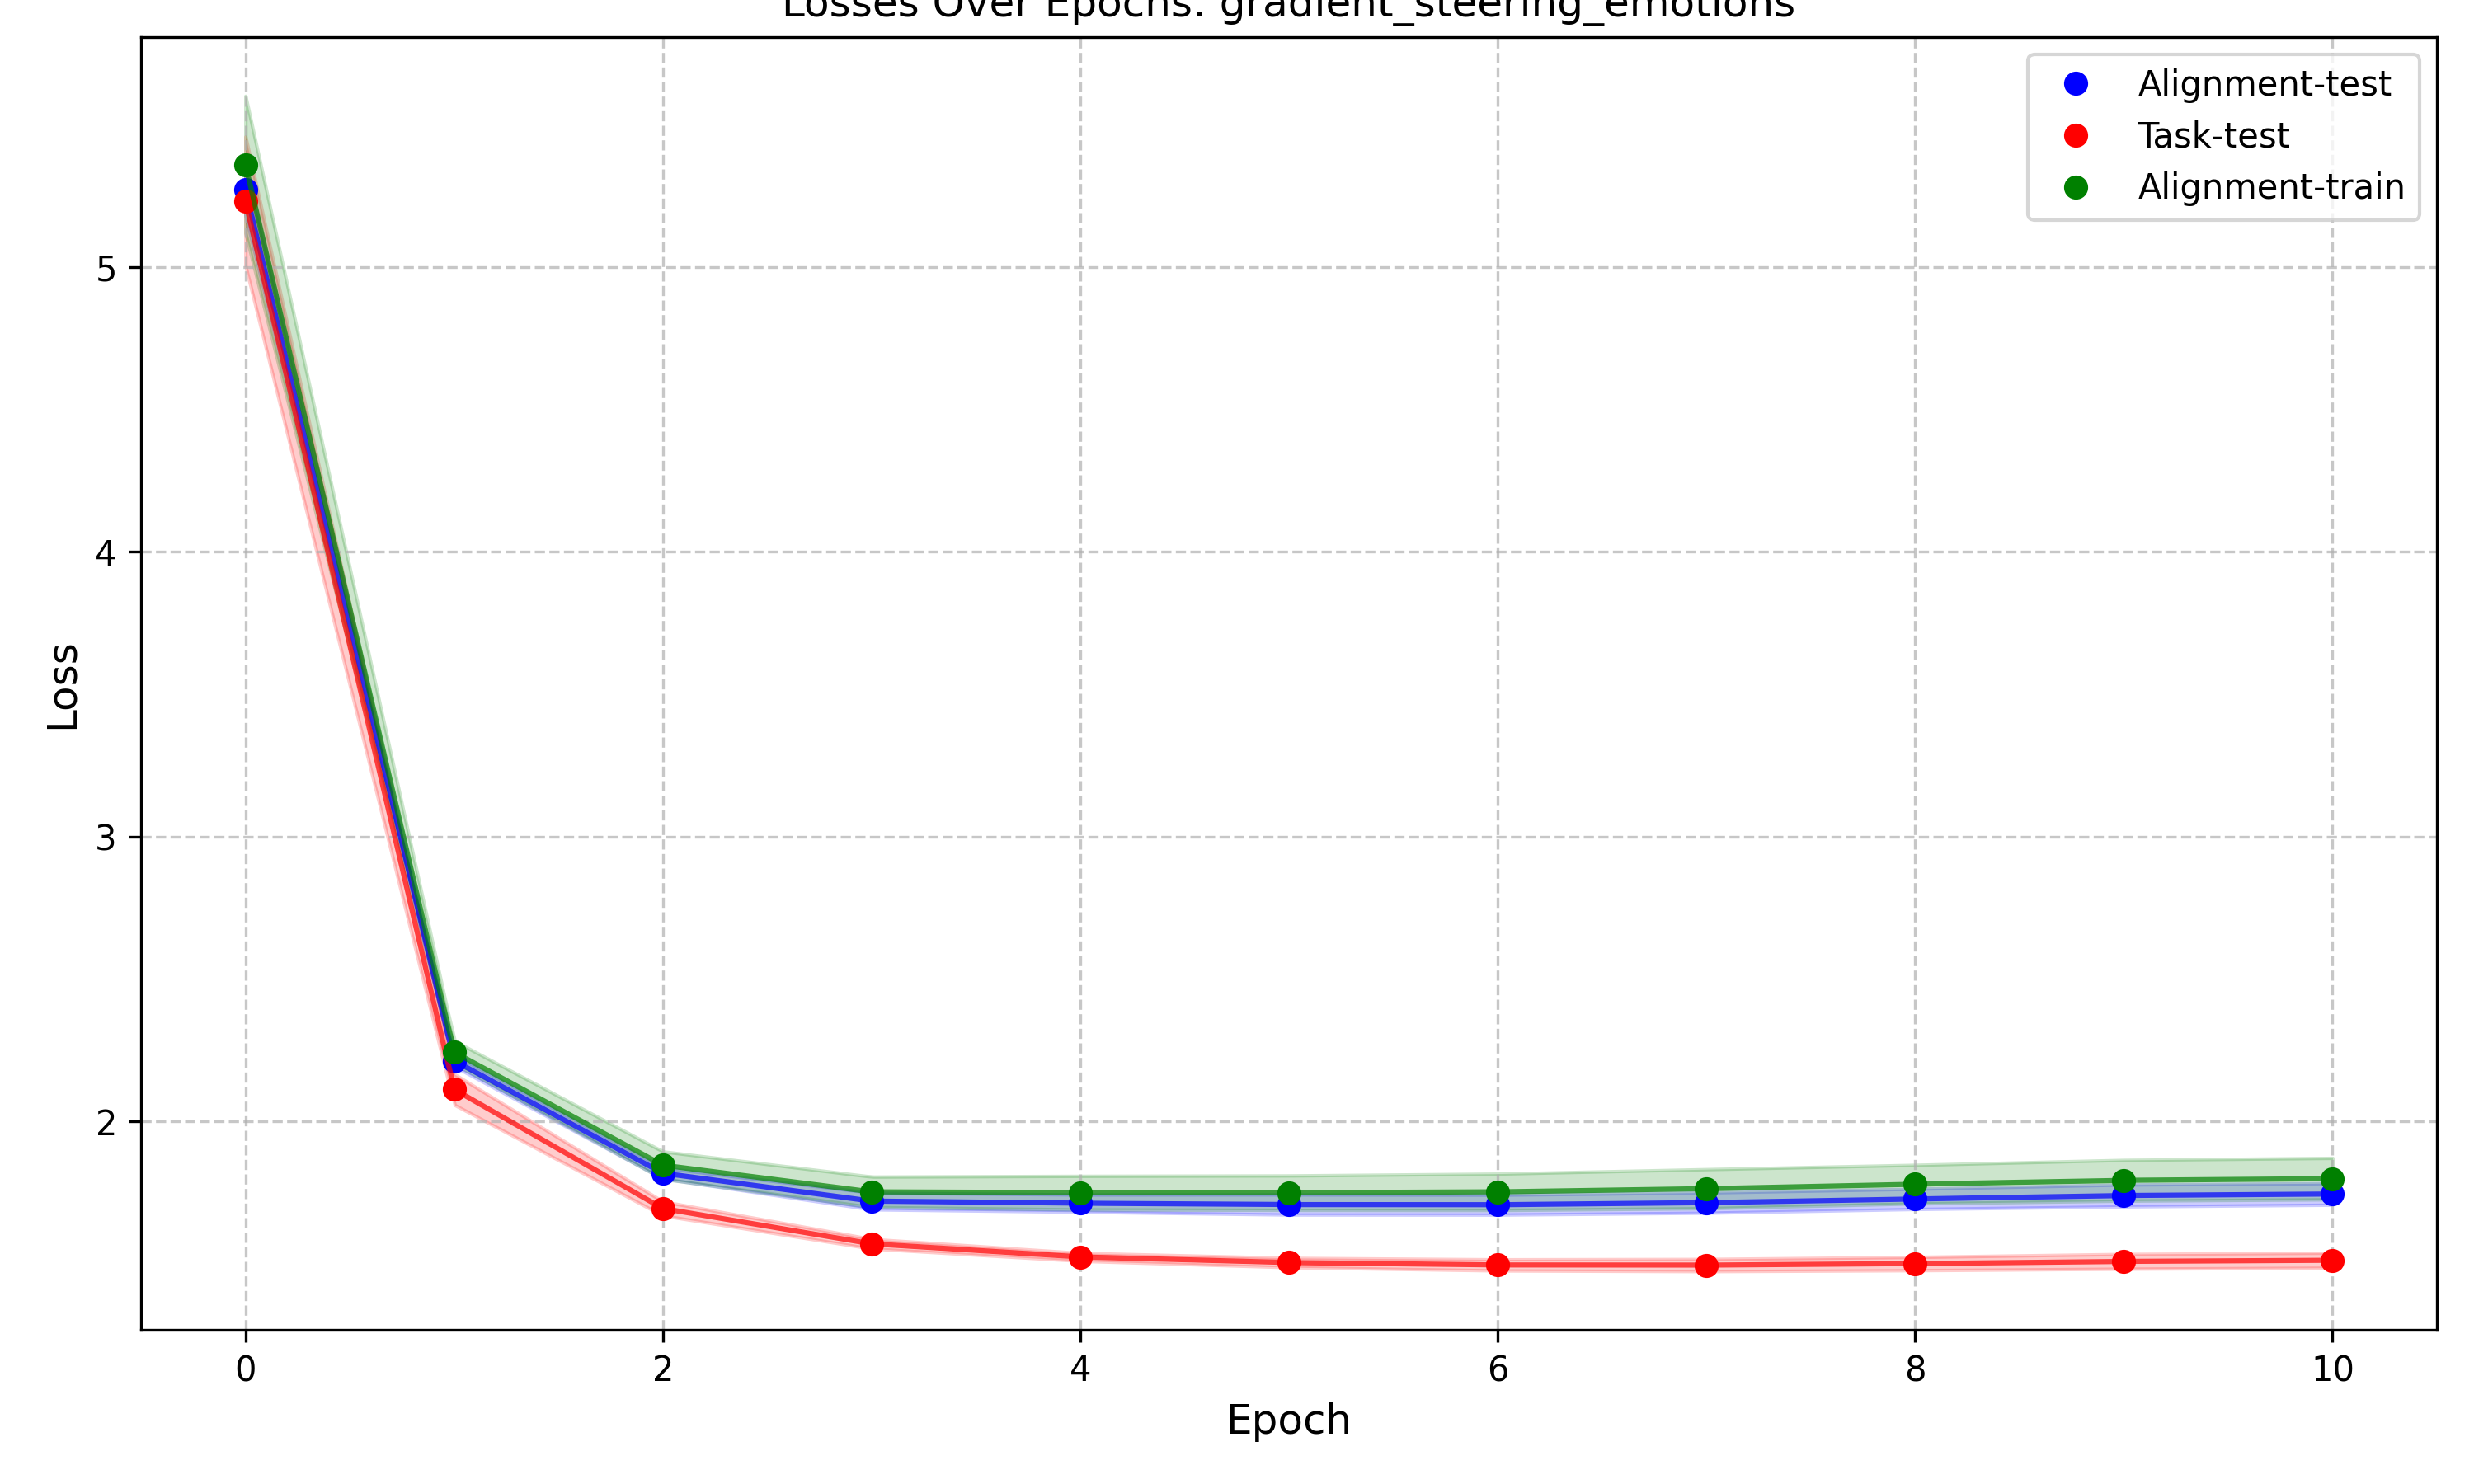 Losses Over Epochs: gradient_steering_emotions
Alignment-test
Task-test
Alignment-train
5
4
3
2
Loss
0 2 4 6 8 10
Epoch